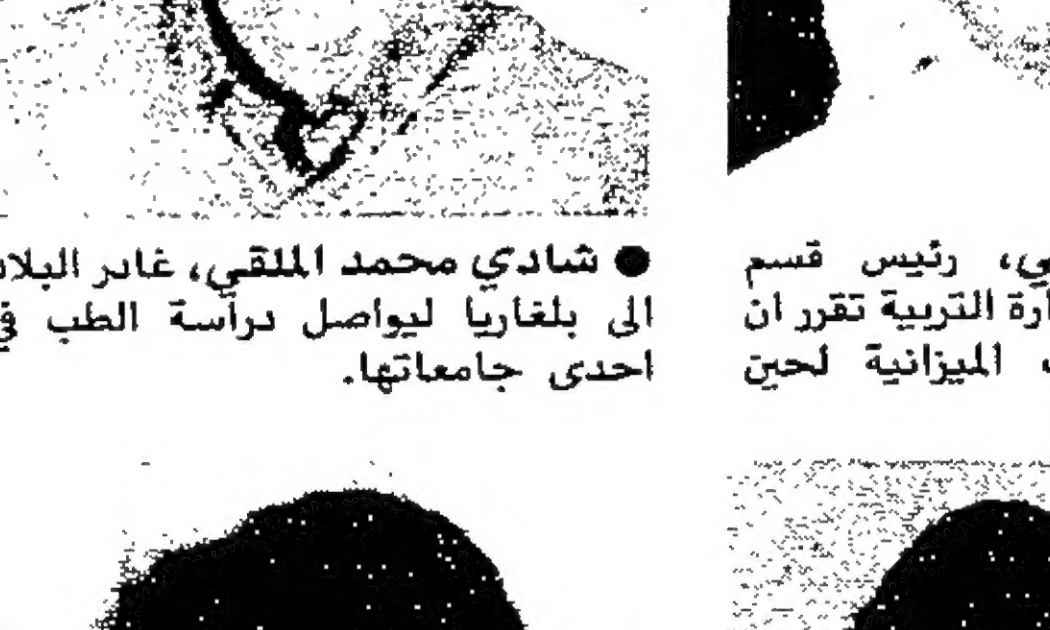 رئيس قسم
التربية تقرر ان
الميزانية لحين
● شادي محمد الملقي، غادر البلاد
الى بلغاريا ليواصل دراسة الطب في
احدى جامعاتها.